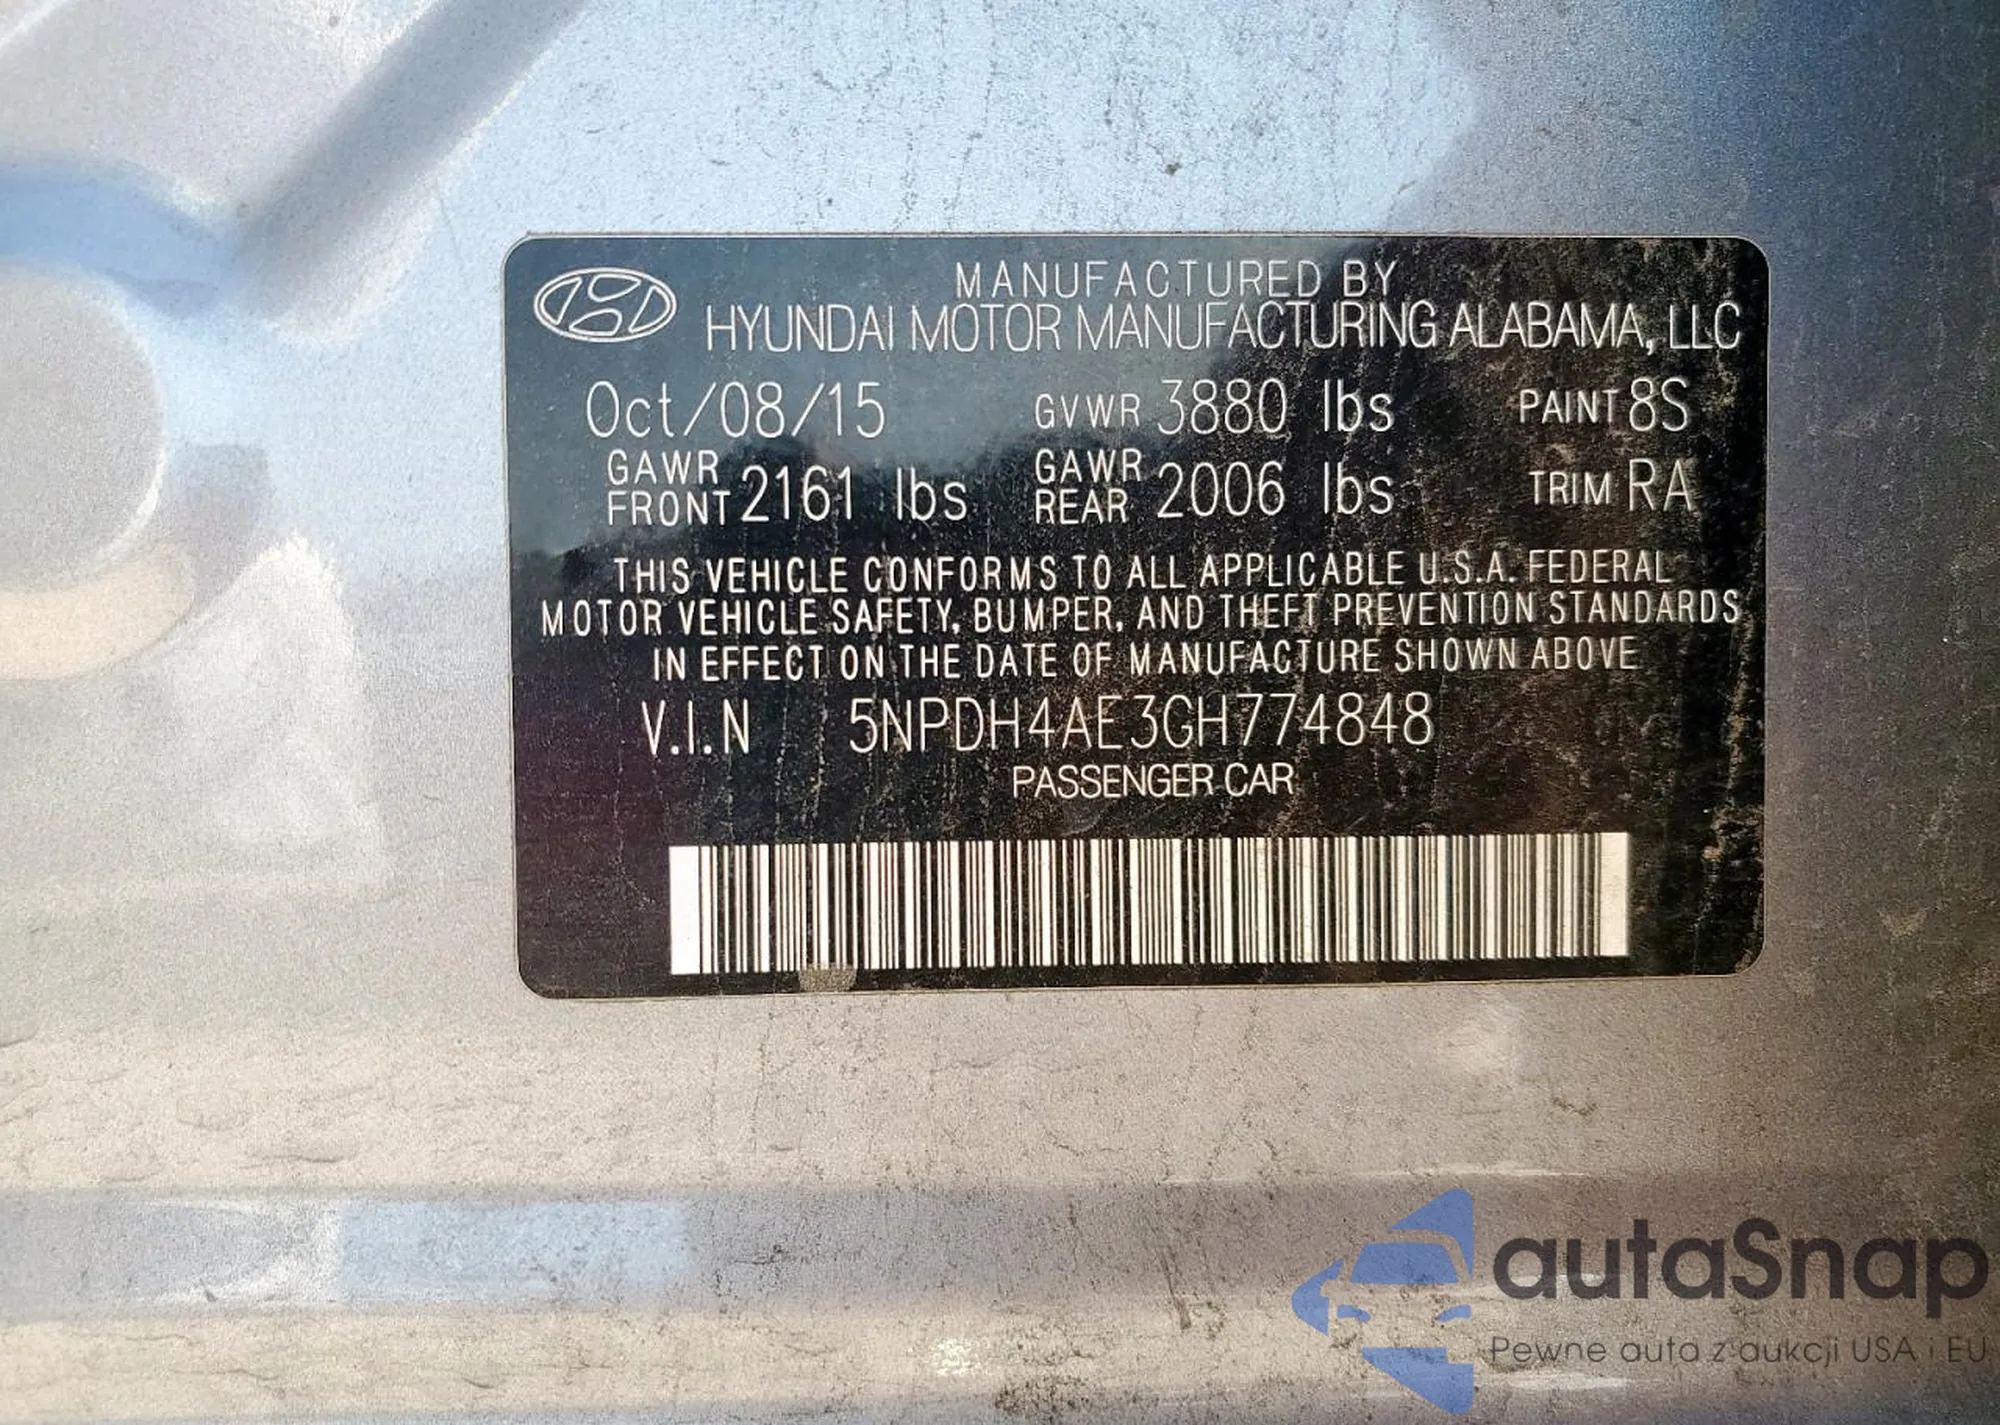 MANUFACTURED BY
HYUNDAI MOTOR MANUFACTURING ALABAMA, LLC
Oct/08/15 GVWR 3880 lbs PAINT 8S
GAWR FRONT 2161 lbs GAWR REAR 2006 lbs TRIM RA
THIS VEHICLE CONFORMS TO ALL APPLICABLE U.S.A. FEDERAL
MOTOR VEHICLE SAFETY, BUMPER, AND THEFT PREVENTION STANDARDS
IN EFFECT ON THE DATE OF MANUFACTURE SHOWN ABOVE
V.I.N 5NPDH4AE3GH774848
PASSENGER CAR
autaSnap
Pewne auta z aukcji USA i EU